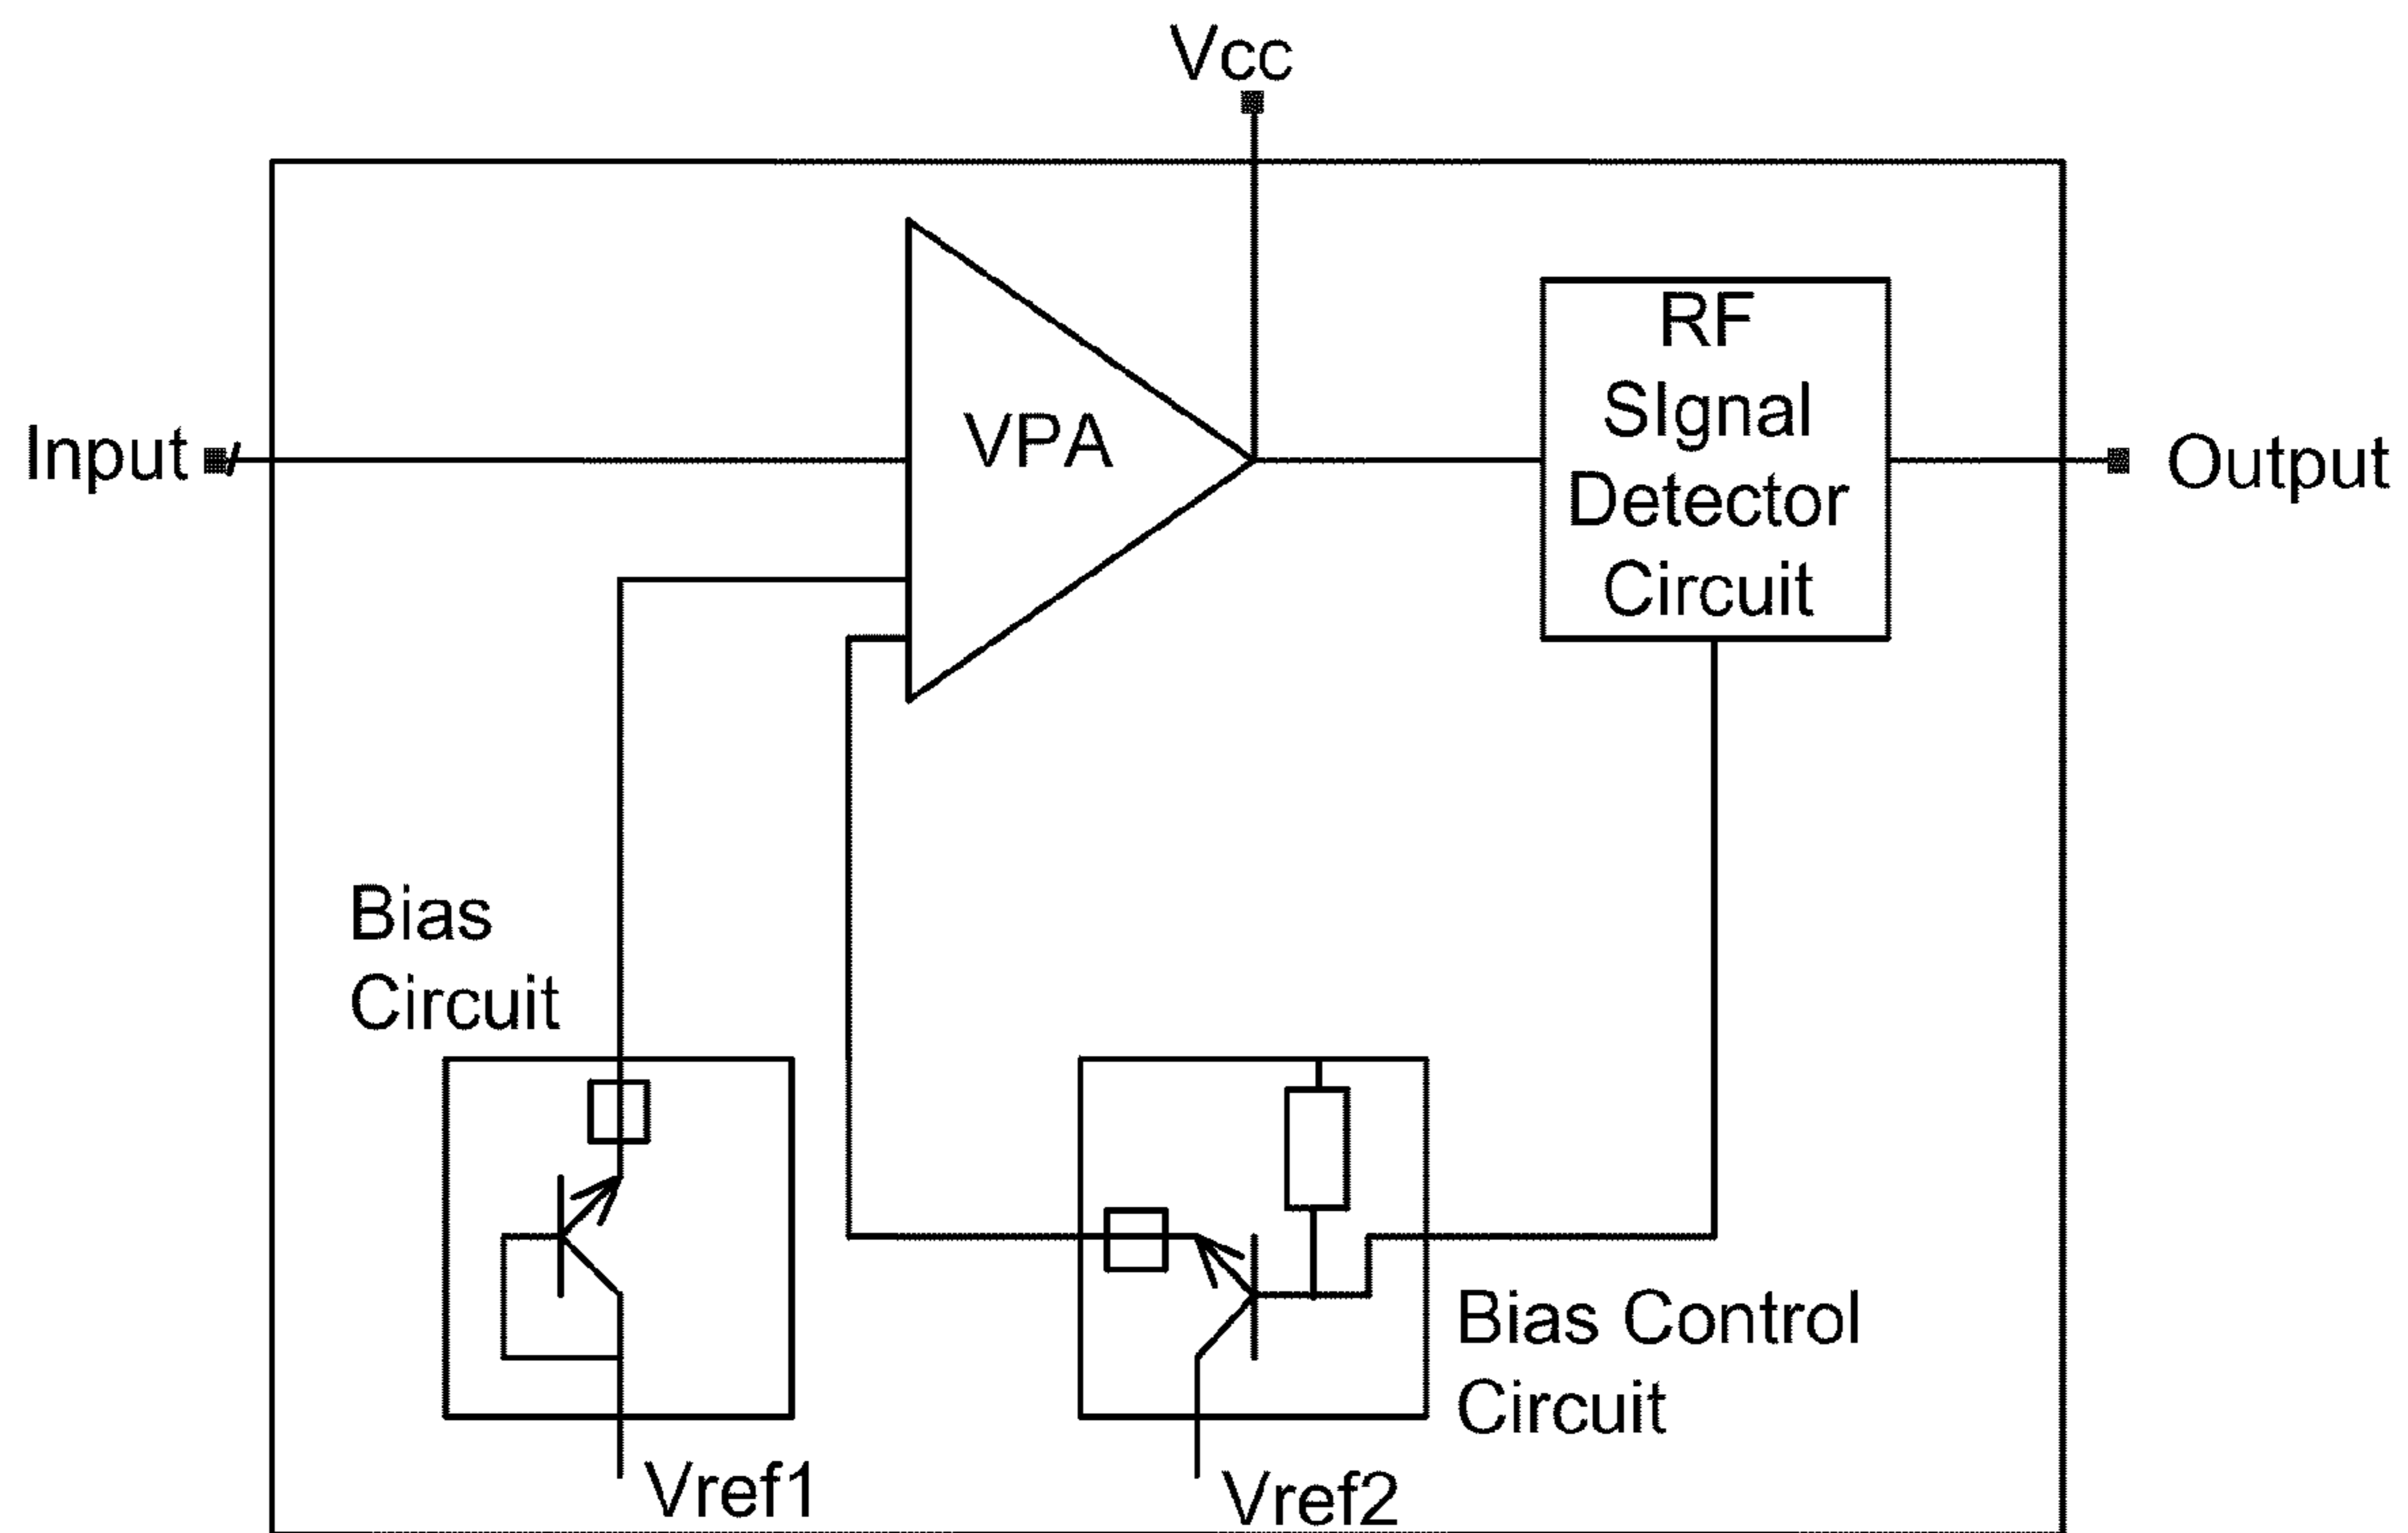 Vcc
Input
VPA
RF
SIgnal
Detector
Circuit
Output
Bias
Circuit
Bias Control
Circuit
Vref1
Vref2